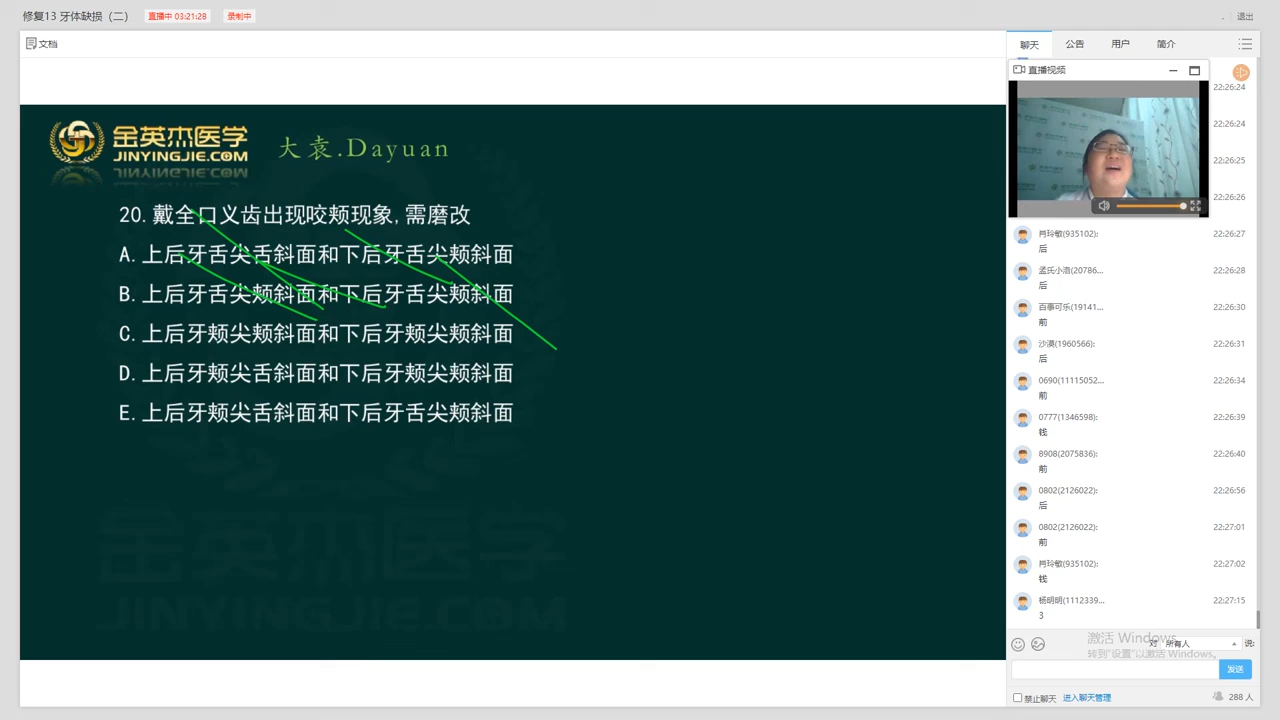 修复13 牙体缺损（二）
直播中 03:21:28
录制中
退出
文档
聊天
公告
用户
简介
直播视频
金英杰医学
JINYINGJIE.COM
大袁.Dayuan
20. 戴全口义齿出现咬颊现象, 需磨改
A. 上后牙舌尖舌斜面和下后牙舌尖颊斜面
B. 上后牙舌尖颊斜面和下后牙舌尖颊斜面
C. 上后牙颊尖颊斜面和下后牙颊尖颊斜面
D. 上后牙颊尖舌斜面和下后牙颊尖颊斜面
E. 上后牙颊尖舌斜面和下后牙舌尖颊斜面
金英杰医学
JINYINGJIE.COM
22:26:24
22:26:24
22:26:25
22:26:26
肖玲敏(935102): 22:26:27
后
孟氏小洛(20786... 22:26:28
后
百事可乐(19141... 22:26:30
前
沙漠(1960566): 22:26:31
后
0690(11115052... 22:26:34
前
0777(1346598): 22:26:39
钱
8908(2075836): 22:26:40
前
0802(2126022): 22:26:56
后
0802(2126022): 22:27:01
前
肖玲敏(935102): 22:27:02
钱
杨明明(1112339... 22:27:15
3
激活 Windows
对 所有人 说:
转到"设置"以激活 Windows。
发送
禁止聊天 进入聊天管理
288 人